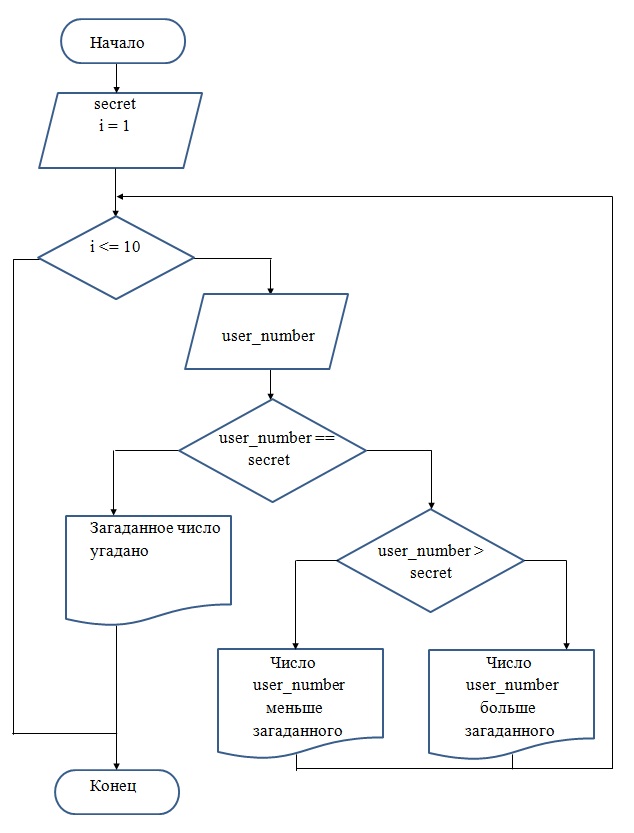 Начало
secret
i = 1
i <= 10
user_number
user_number ==
secret
Загаданное число
угадано
user_number >
secret
Число
user_number
меньше
загаданного
Число
user_number
больше
загаданного
Конец